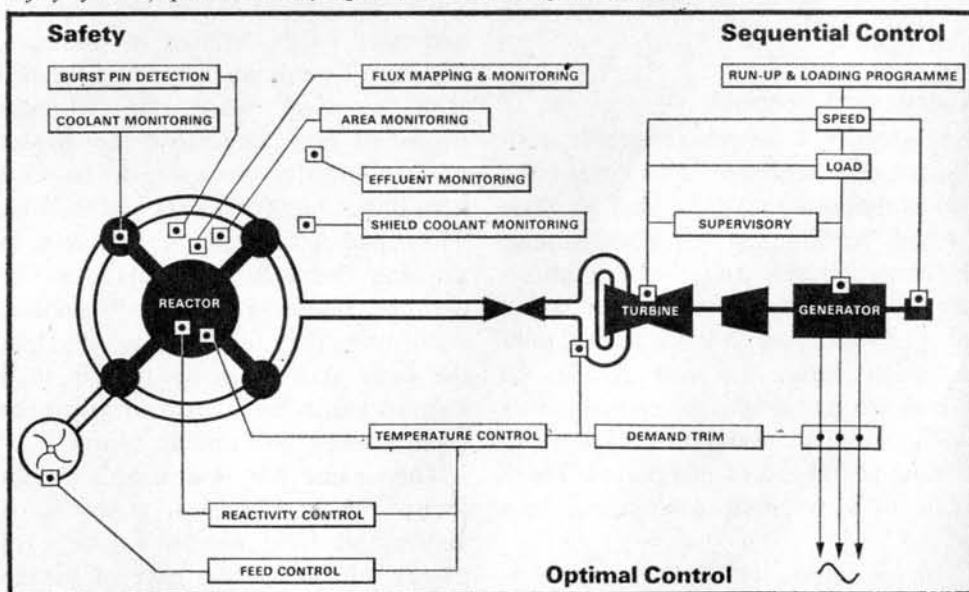 Safety
Sequential Control
BURST PIN DETECTION
FLUX MAPPING & MONITORING
RUN-UP & LOADING PROGRAMME
COOLANT MONITORING
AREA MONITORING
SPEED
EFFLUENT MONITORING
LOAD
SHIELD COOLANT MONITORING
SUPERVISORY
REACTOR
TURBINE
GENERATOR
TEMPERATURE CONTROL
DEMAND TRIM
REACTIVITY CONTROL
FEED CONTROL
Optimal Control